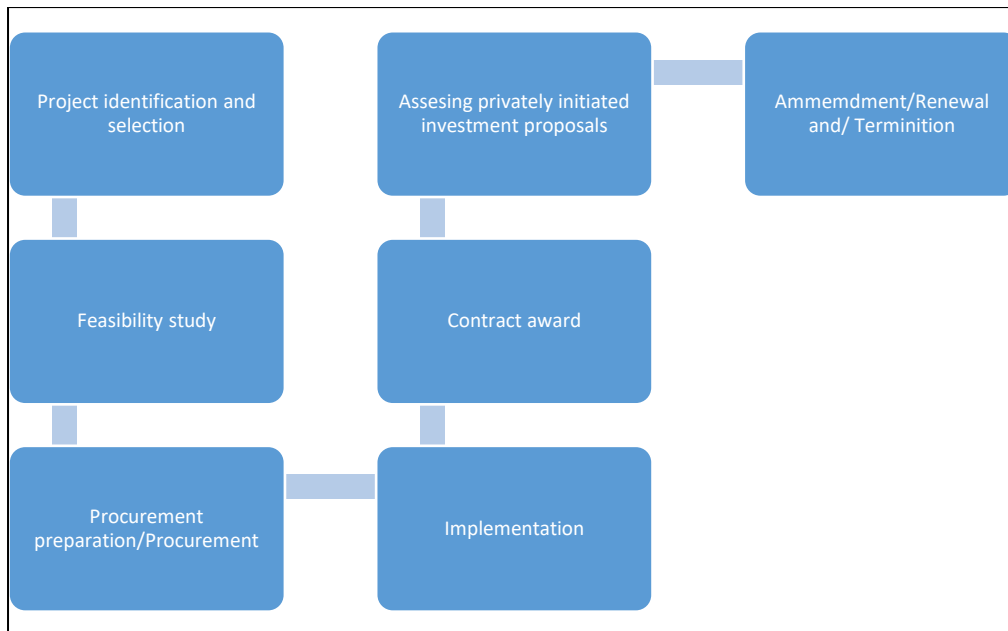 Project identification and
selection
Feasibility study
Procurement
preparation/Procurement
Implementation
Contract award
Assesing privately initiated
investment proposals
Ammemdment/Renewal
and/ Terminition